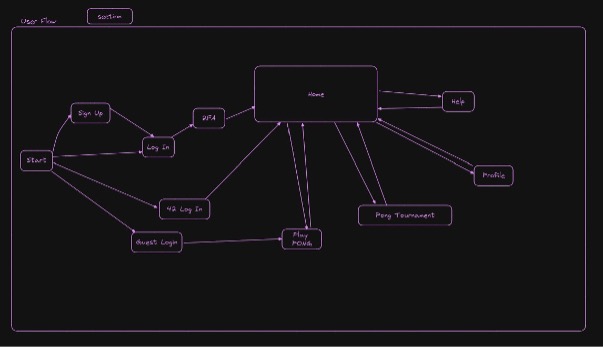 User Flow
Home
Sign Up
Help
2FA
Log In
Start
Profile
42 Log In
Pong Tournament
Play
PONG
Guest Login